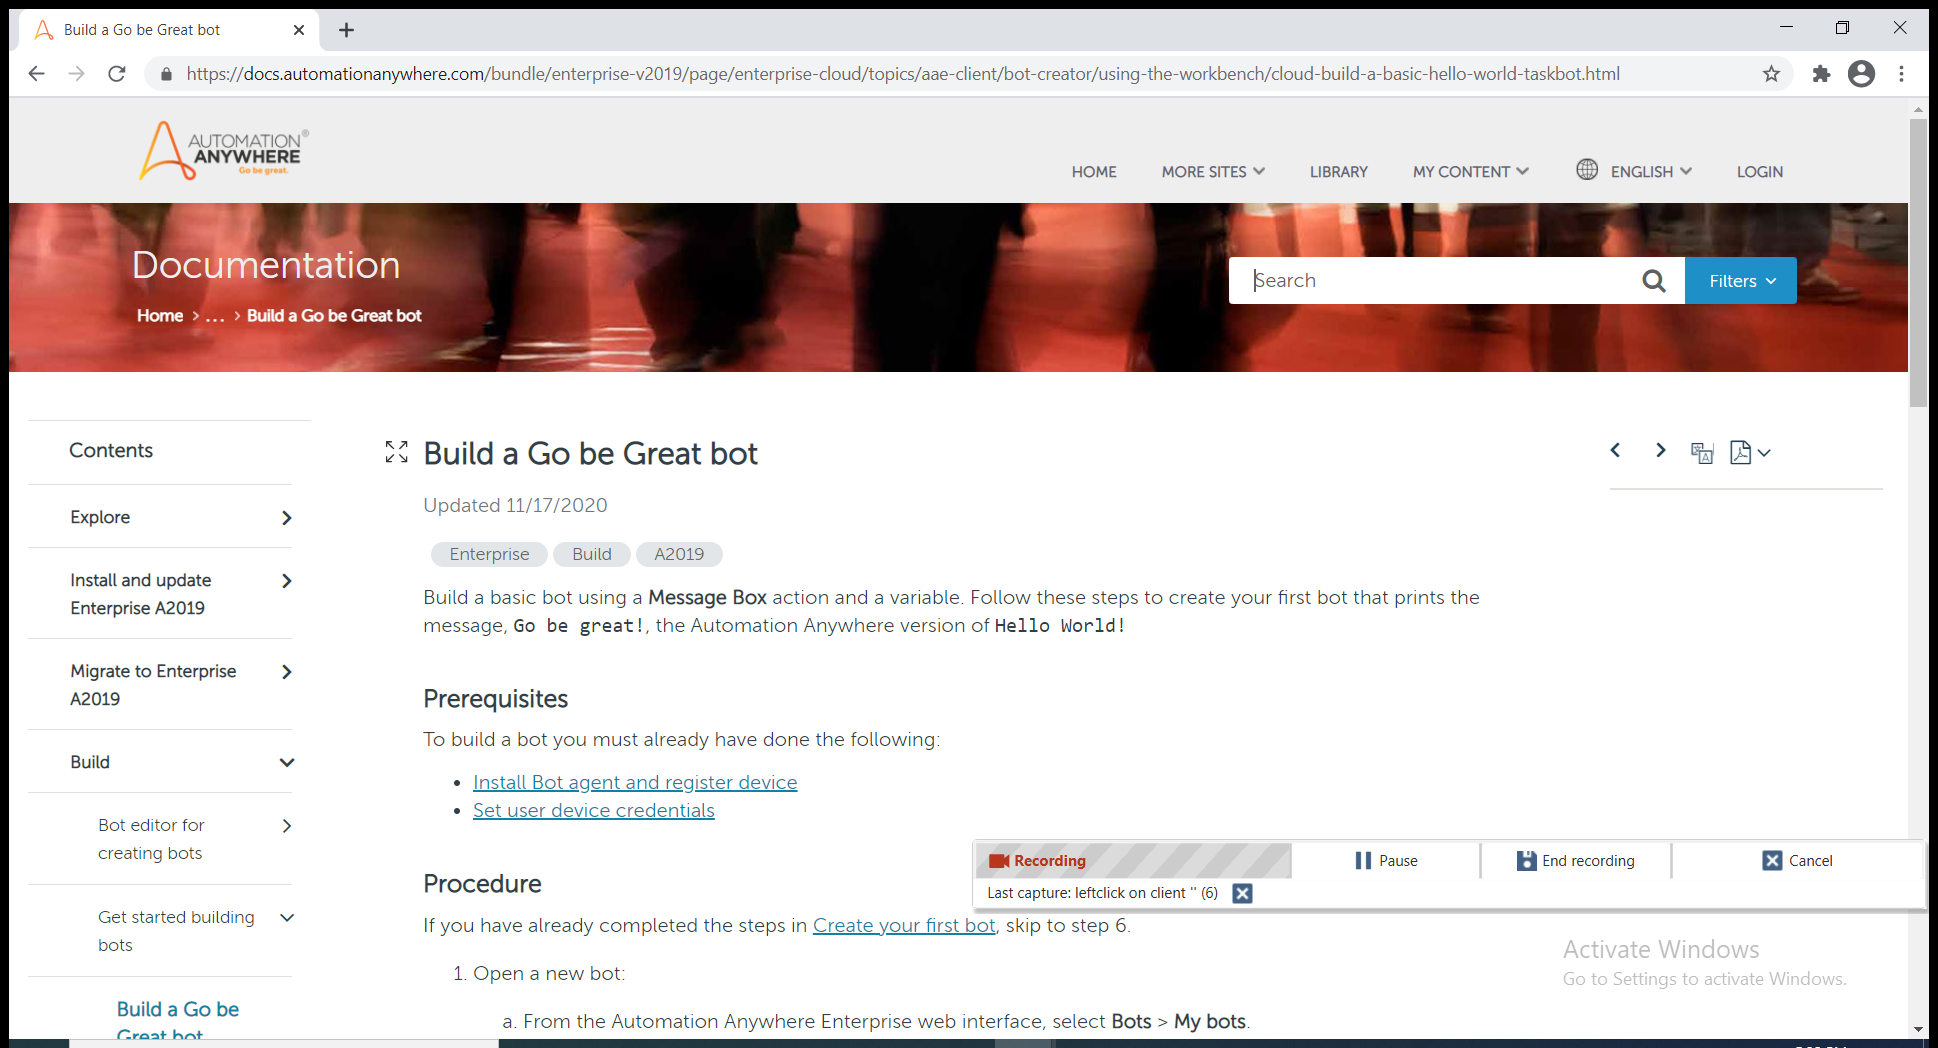 Build a Go be Great bot
https://docs.automationanywhere.com/bundle/enterprise-v2019/page/enterprise-cloud/topics/aae-client/bot-creator/using-the-workbench/cloud-build-a-basic-hello-world-taskbot.html
AUTOMATION®
ANYWHERE
Go be great.
HOME MORE SITES LIBRARY MY CONTENT ENGLISH LOGIN
Documentation
Search
Filters
Home > ... > Build a Go be Great bot
Contents
Explore
Install and update
Enterprise A2019
Migrate to Enterprise
A2019
Build
Bot editor for
creating bots
Get started building
bots
Build a Go be
Great bot
Build a Go be Great bot
Updated 11/17/2020
Enterprise Build A2019
Build a basic bot using a Message Box action and a variable. Follow these steps to create your first bot that prints the
message, Go be great!, the Automation Anywhere version of Hello World!
Prerequisites
To build a bot you must already have done the following:
• Install Bot agent and register device
• Set user device credentials
Procedure
If you have already completed the steps in Create your first bot, skip to step 6.
1. Open a new bot:
a. From the Automation Anywhere Enterprise web interface, select Bots > My bots.
Recording Pause End recording Cancel
Last capture: leftclick on client '' (6)
Activate Windows
Go to Settings to activate Windows.